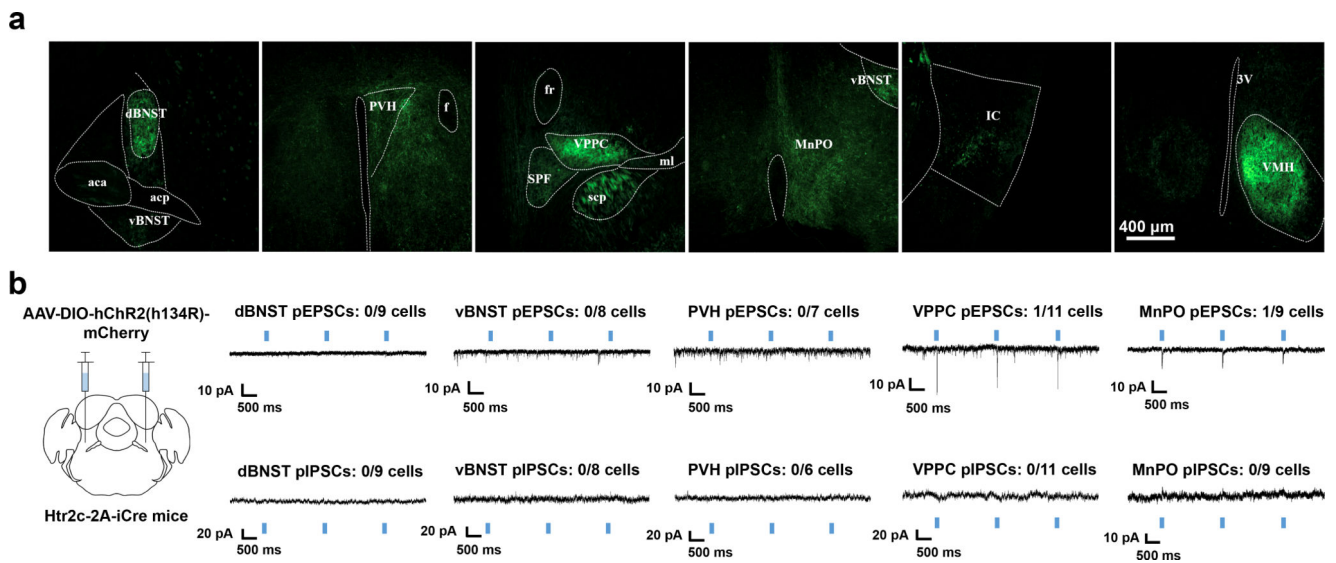 a
dBNST
aca
acp
vBNST
PVH
f
fr
VPPC
SPF
ml
scp
vBNST
MnPO
IC
3V
VMH
400 μm
b
AAV-DIO-hChR2(h134R)-
mCherry
Htr2c-2A-iCre mice
dBNST pEPSCs: 0/9 cells
10 pA
500 ms
vBNST pEPSCs: 0/8 cells
10 pA
500 ms
PVH pEPSCs: 0/7 cells
10 pA
500 ms
VPPC pEPSCs: 1/11 cells
10 pA
500 ms
MnPO pEPSCs: 1/9 cells
10 pA
500 ms
dBNST pIPSCs: 0/9 cells
20 pA
500 ms
vBNST pIPSCs: 0/8 cells
20 pA
500 ms
PVH pIPSCs: 0/6 cells
20 pA
500 ms
VPPC pIPSCs: 0/11 cells
20 pA
500 ms
MnPO pIPSCs: 0/9 cells
10 pA
500 ms